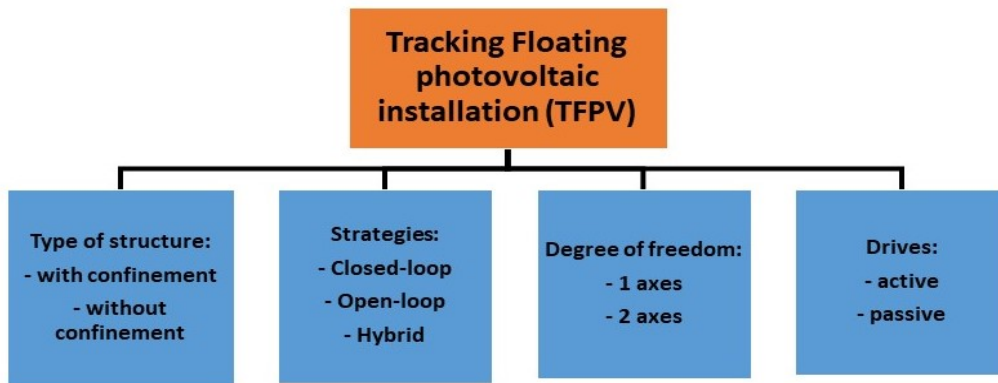 Tracking Floating
photovoltaic
installation (TFPV)
Type of structure:
- with confinement
- without
confinement
Strategies:
- Closed-loop
- Open-loop
- Hybrid
Degree of freedom:
- 1 axes
- 2 axes
Drives:
- active
- passive